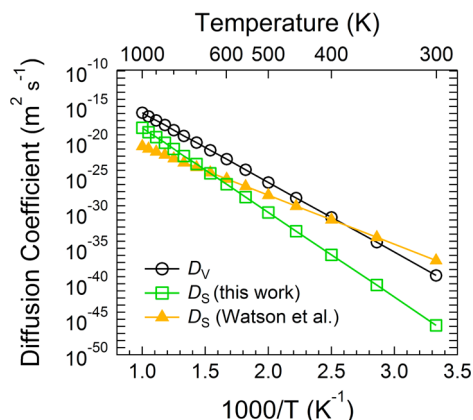 Temperature (K)
1000 600 500 400 300
Diffusion Coefficient (m² s⁻¹)
10⁻¹⁰
10⁻¹⁵
10⁻²⁰
10⁻²⁵
10⁻³⁰
10⁻³⁵
10⁻⁴⁰
10⁻⁴⁵
10⁻⁵⁰
D_V
D_S (this work)
D_S (Watson et al.)
1.0 1.5 2.0 2.5 3.0 3.5
1000/T (K⁻¹)